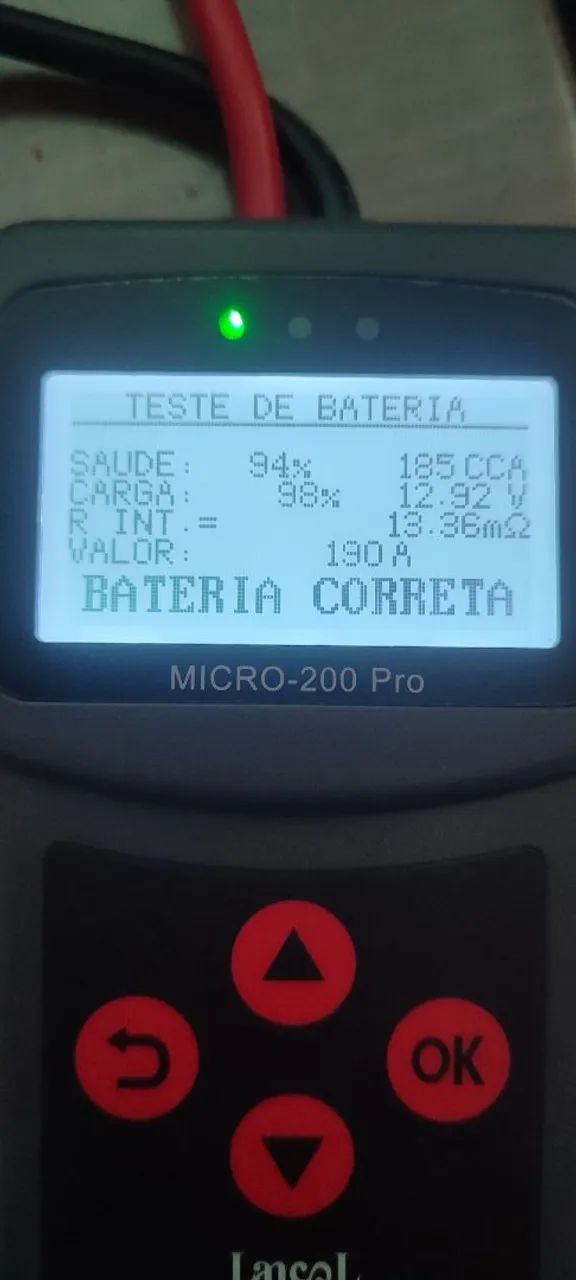 TESTE DE BATERIA
SAUDE: 94% 185 CCA
CARGA: 98% 12.92 V
R INT.= 13.36mΩ
VALOR: 190 A
BATERIA CORRETA
MICRO-200 Pro
OK
Lancol